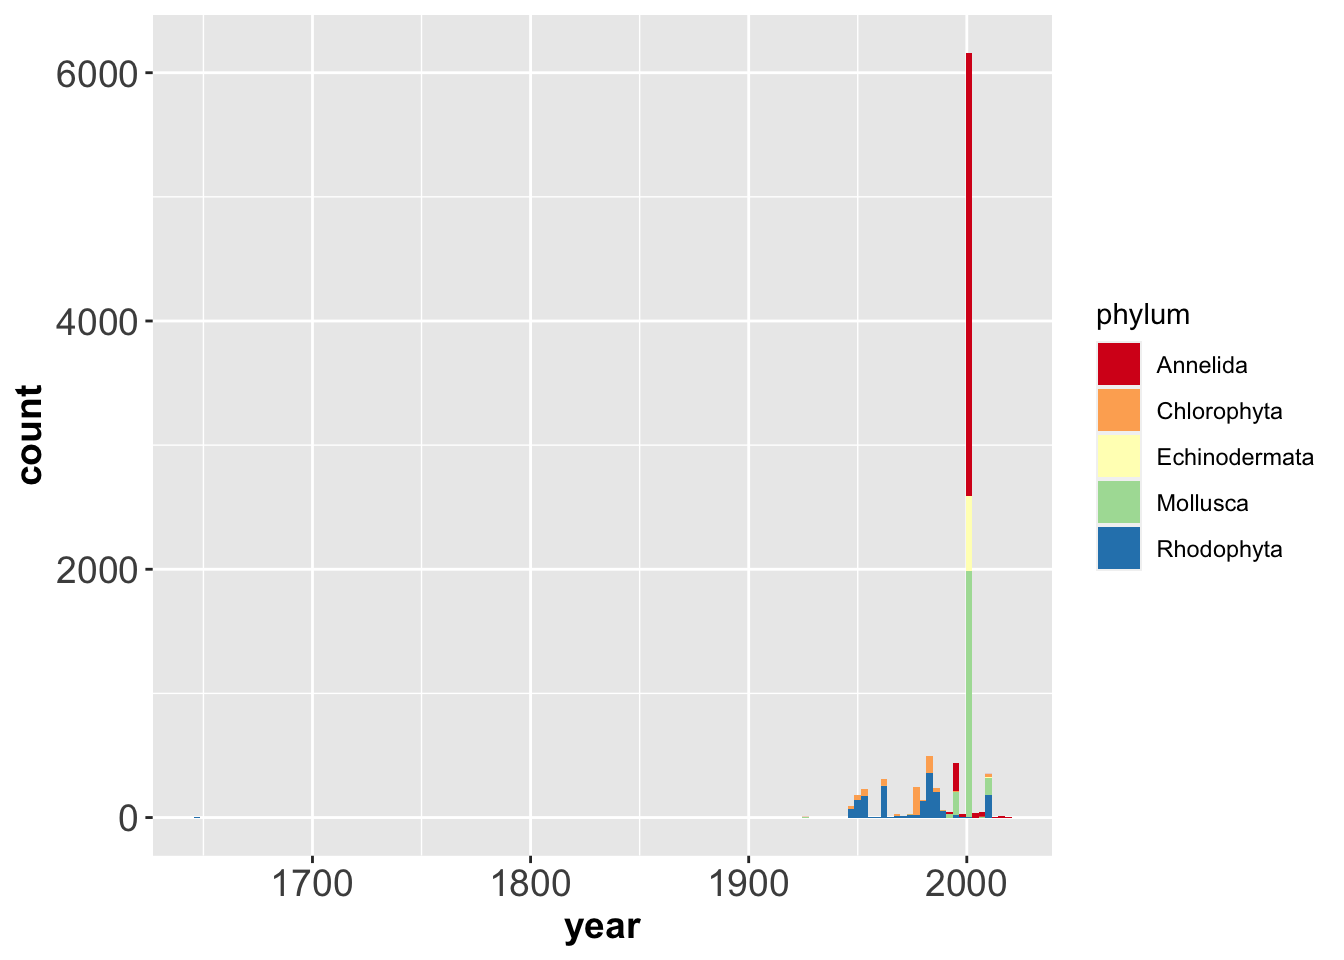 6000
4000
2000
0
count
1700 1800 1900 2000
year
phylum
Annelida
Chlorophyta
Echinodermata
Mollusca
Rhodophyta